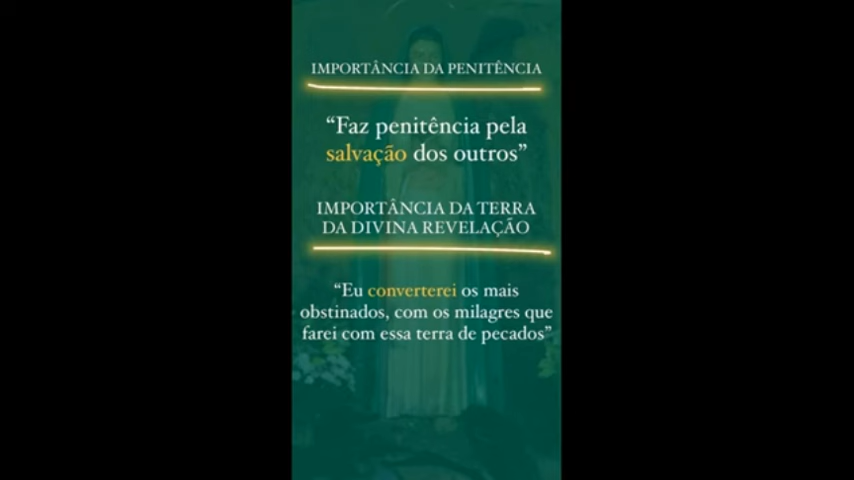 IMPORTÂNCIA DA PENITÊNCIA
“Faz penitência pela
salvação dos outros”
IMPORTÂNCIA DA TERRA
DA DIVINA REVELAÇÃO
“Eu converterei os mais
obstinados, com os milagres que
farei com essa terra de pecados”